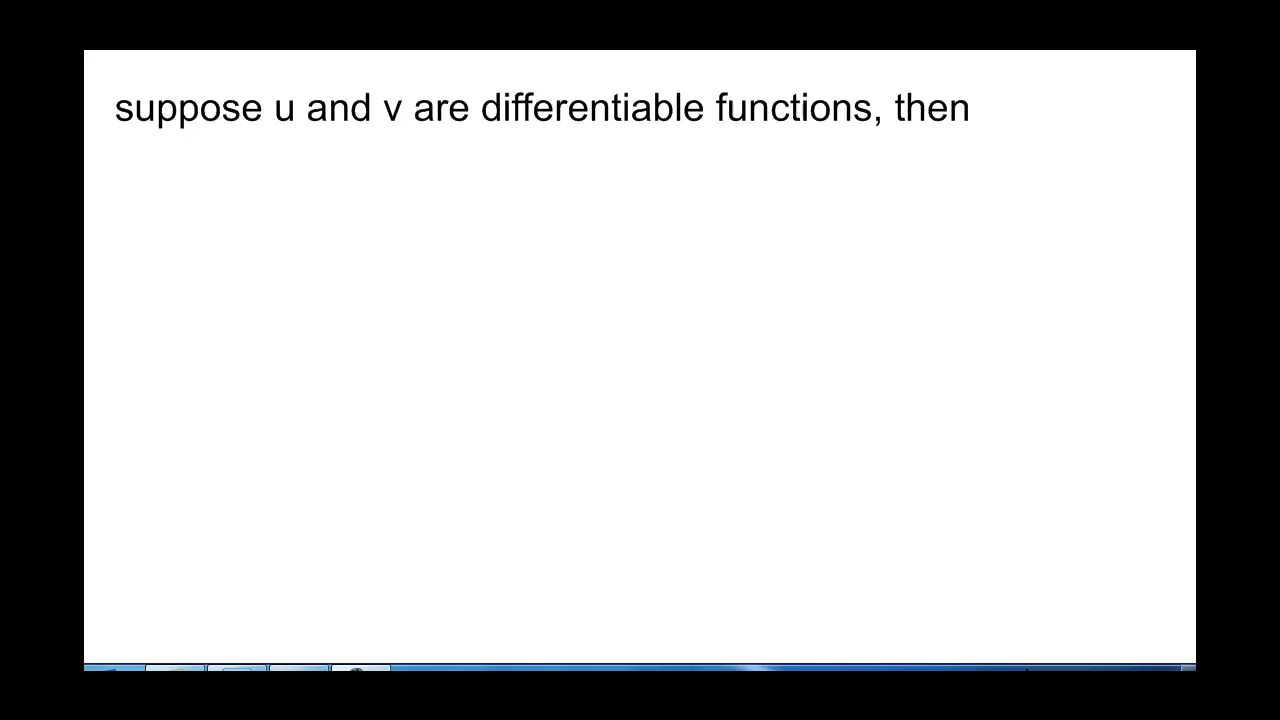 suppose u and v are differentiable functions, then